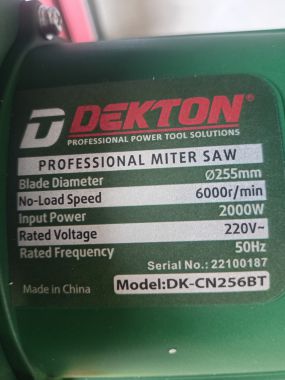 DEKTON®
PROFESSIONAL POWER TOOL SOLUTIONS
PROFESSIONAL MITER SAW
Blade Diameter Ø255mm
No-Load Speed 6000r/min
Input Power 2000W
Rated Voltage 220V~
Rated Frequency 50Hz
Serial No.: 22100187
Made in China Model:DK-CN256BT